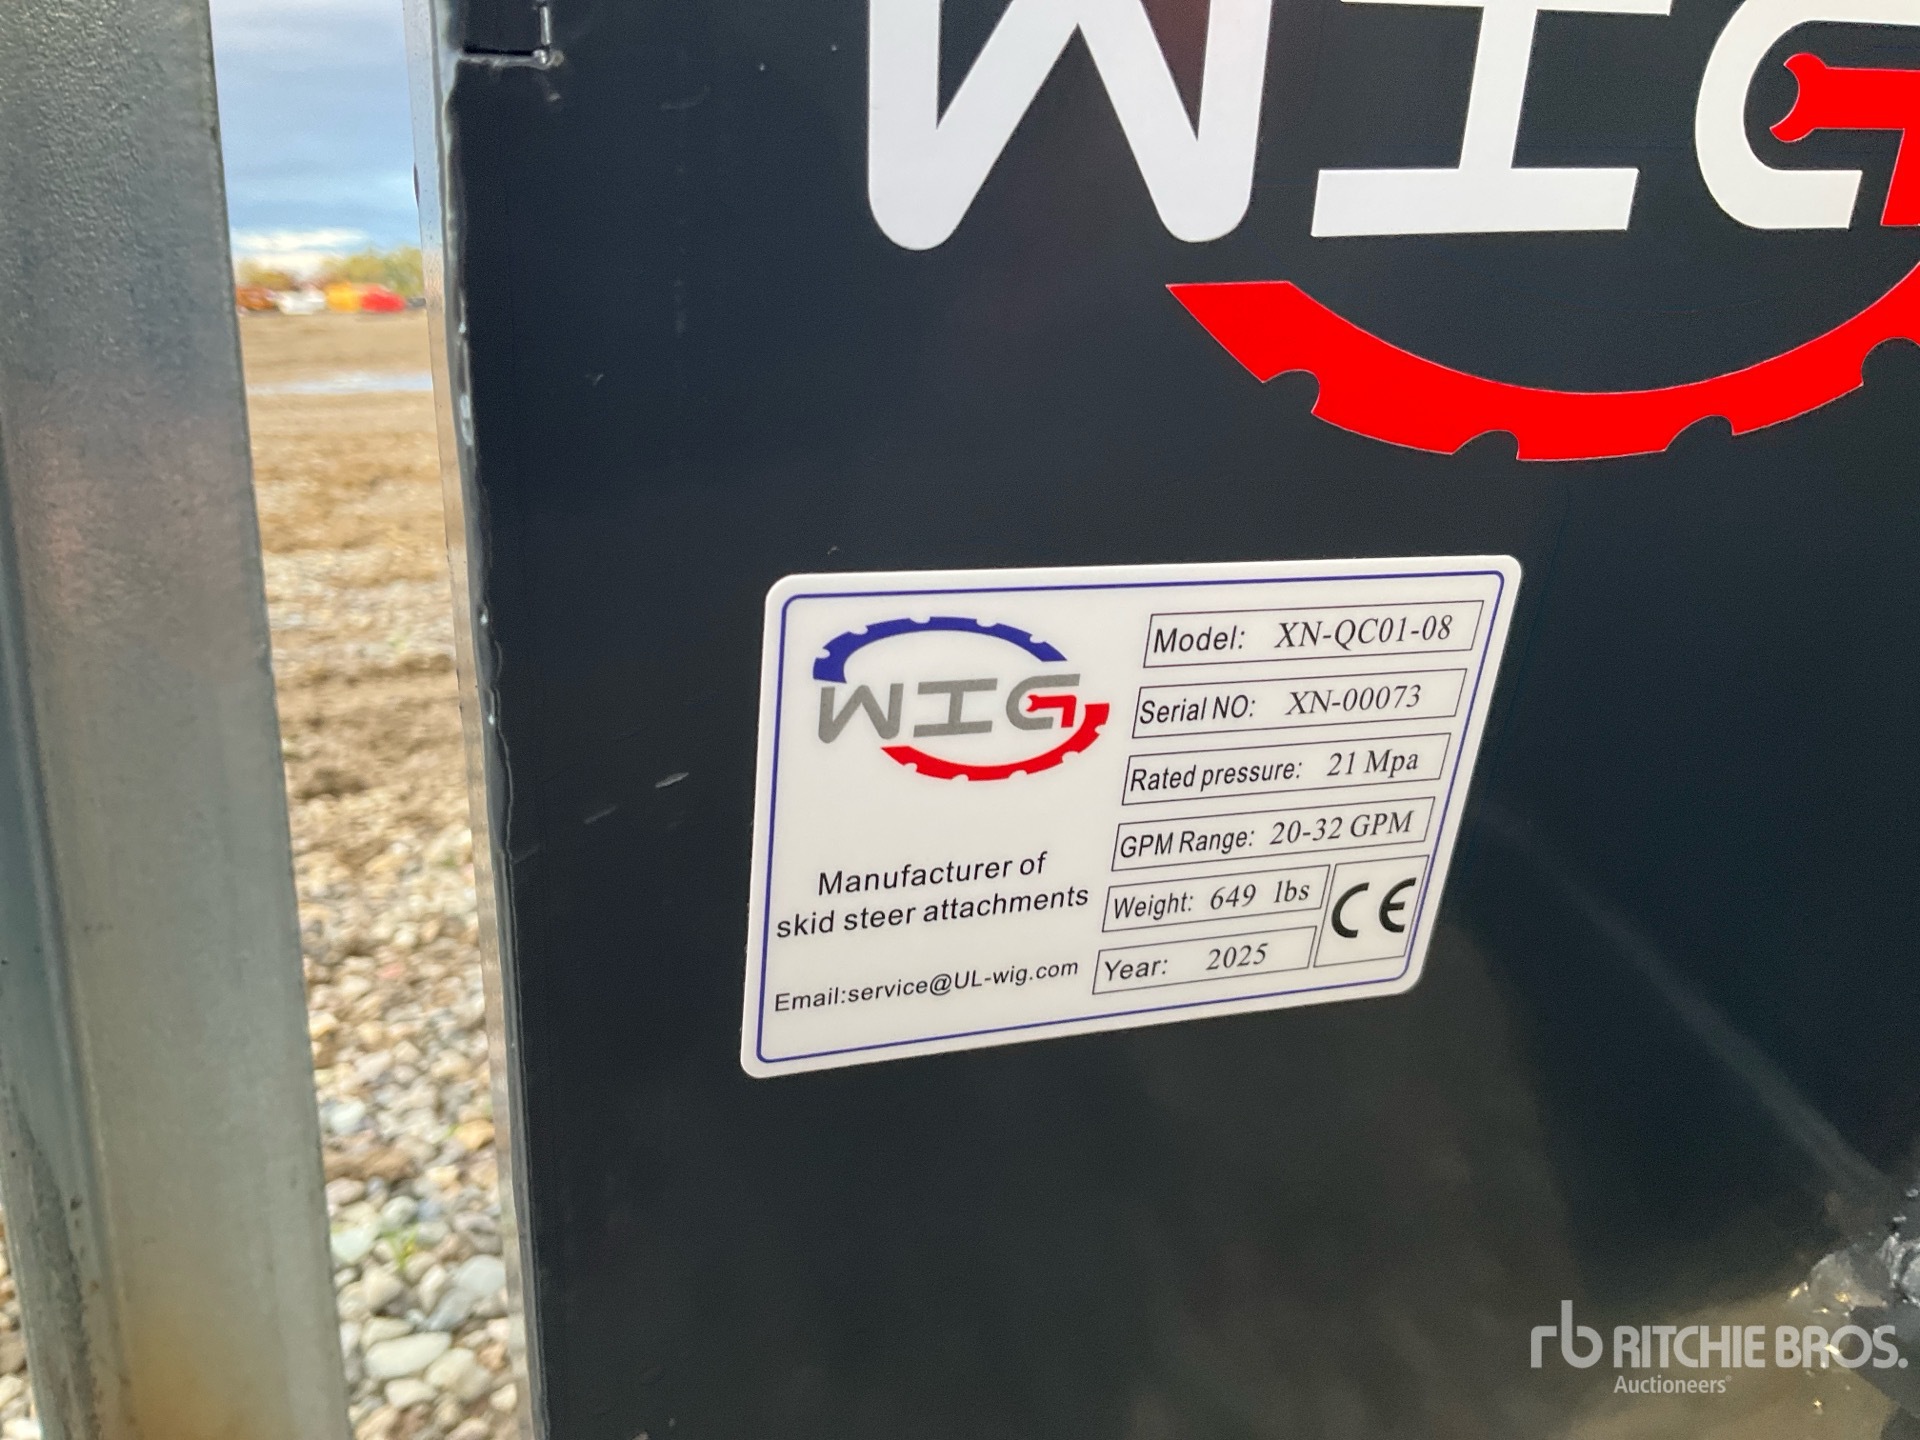 WIG
WIG
Model: XN-QC01-08
Serial NO: XN-00073
Rated pressure: 21 Mpa
GPM Range: 20-32 GPM
Manufacturer of
skid steer attachments
Weight: 649 lbs
CE
Email:service@UL-wig.com
Year: 2025
rb RITCHIE BROS.
Auctioneers